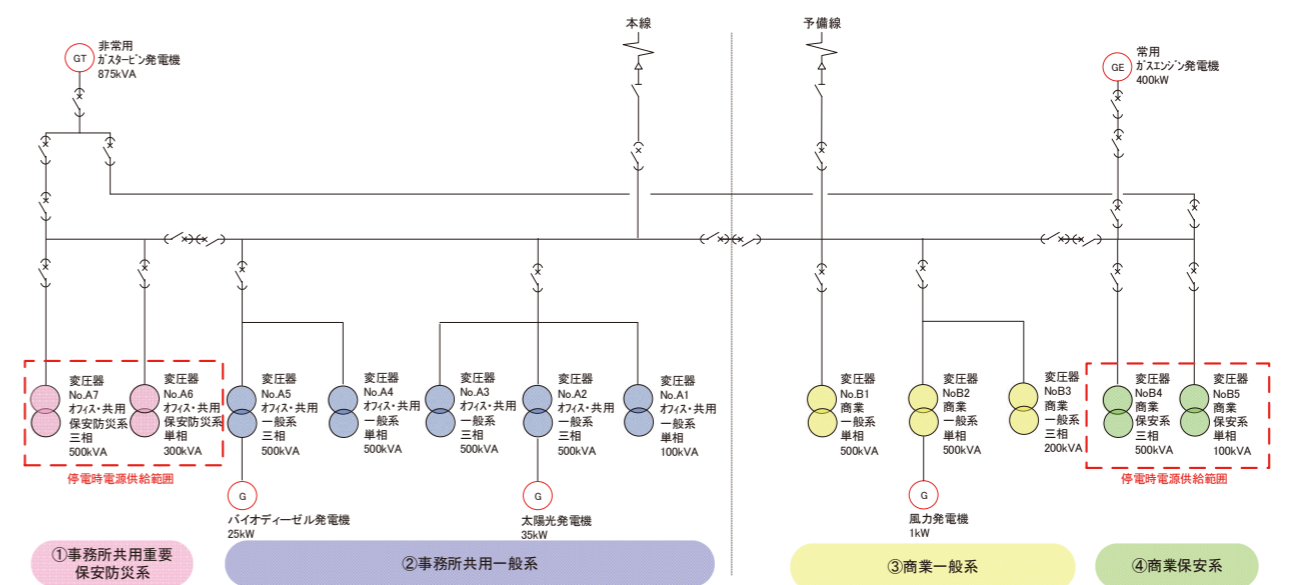 本線
予備線
GT
非常用
ガスタービン発電機
875kVA
GE
常用
ガスエンジン発電機
400kW
変圧器
No.A7
オフィス・共用
保安防災系
三相
500kVA
変圧器
No.A6
オフィス・共用
保安防災系
単相
300kVA
変圧器
No.A5
オフィス・共用
一般系
三相
500kVA
変圧器
No.A4
オフィス・共用
一般系
単相
500kVA
変圧器
No.A3
オフィス・共用
一般系
三相
500kVA
変圧器
No.A2
オフィス・共用
一般系
三相
500kVA
変圧器
No.A1
オフィス・共用
一般系
単相
100kVA
変圧器
No.B1
商業
一般系
単相
500kVA
変圧器
NoB2
商業
一般系
単相
500kVA
変圧器
NoB3
商業
一般系
三相
200kVA
変圧器
NoB4
商業
保安系
三相
500kVA
変圧器
NoB5
商業
保安系
単相
100kVA
停電時電源供給範囲
停電時電源供給範囲
G
バイオディーゼル発電機
25kW
G
太陽光発電機
35kW
G
風力発電機
1kW
①事務所共用重要
保安防災系
②事務所共用一般系
③商業一般系
④商業保安系